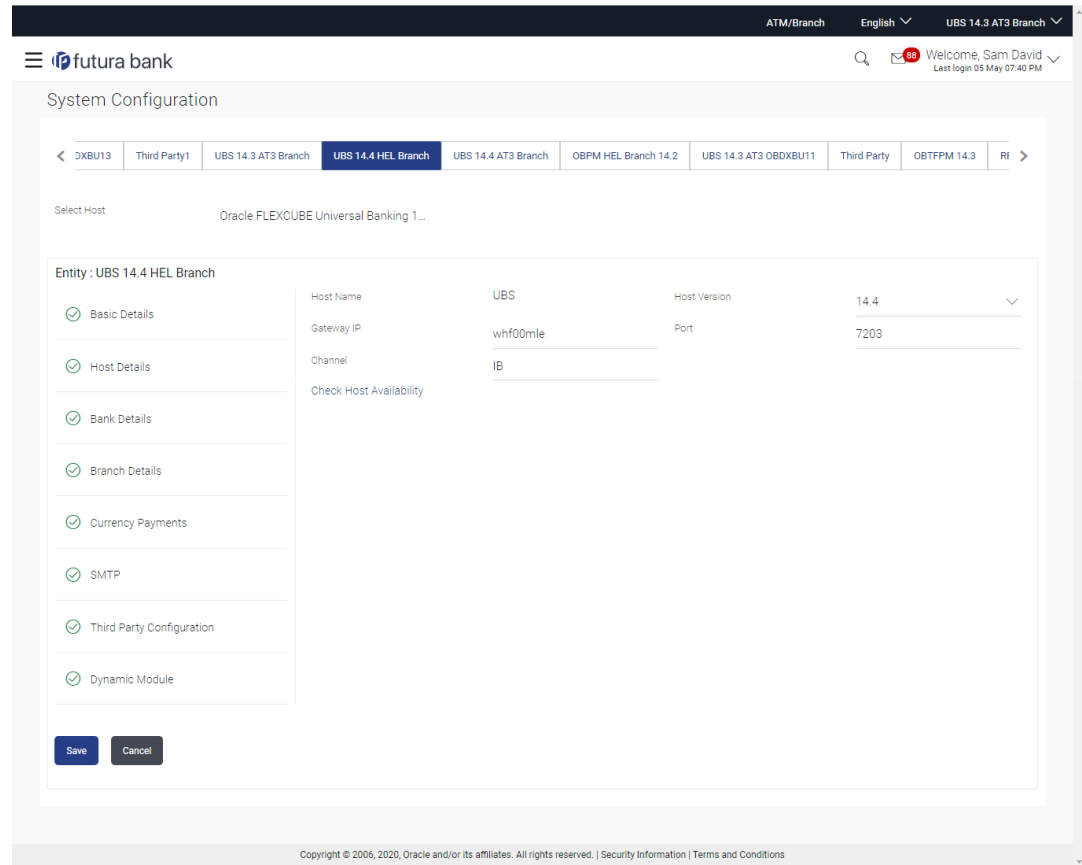 ATM/Branch English UBS 14.3 AT3 Branch
futura bank 88 Welcome, Sam David
Last login 05 May 07:40 PM
System Configuration
DXBU13 Third Party1 UBS 14.3 AT3 Branch UBS 14.4 HEL Branch UBS 14.4 AT3 Branch OBPM HEL Branch 14.2 UBS 14.3 AT3 OBDXBU11 Third Party OBTFPM 14.3
Select Host Oracle FLEXCUBE Universal Banking 1...
Entity : UBS 14.4 HEL Branch
Basic Details
Host Details
Bank Details
Branch Details
Currency Payments
SMTP
Third Party Configuration
Dynamic Module
Host Name UBS Host Version 14.4
Gateway IP whf00mle Port 7203
Channel IB
Check Host Availability
Save Cancel
Copyright © 2006, 2020, Oracle and/or its affiliates. All rights reserved. | Security Information | Terms and Conditions